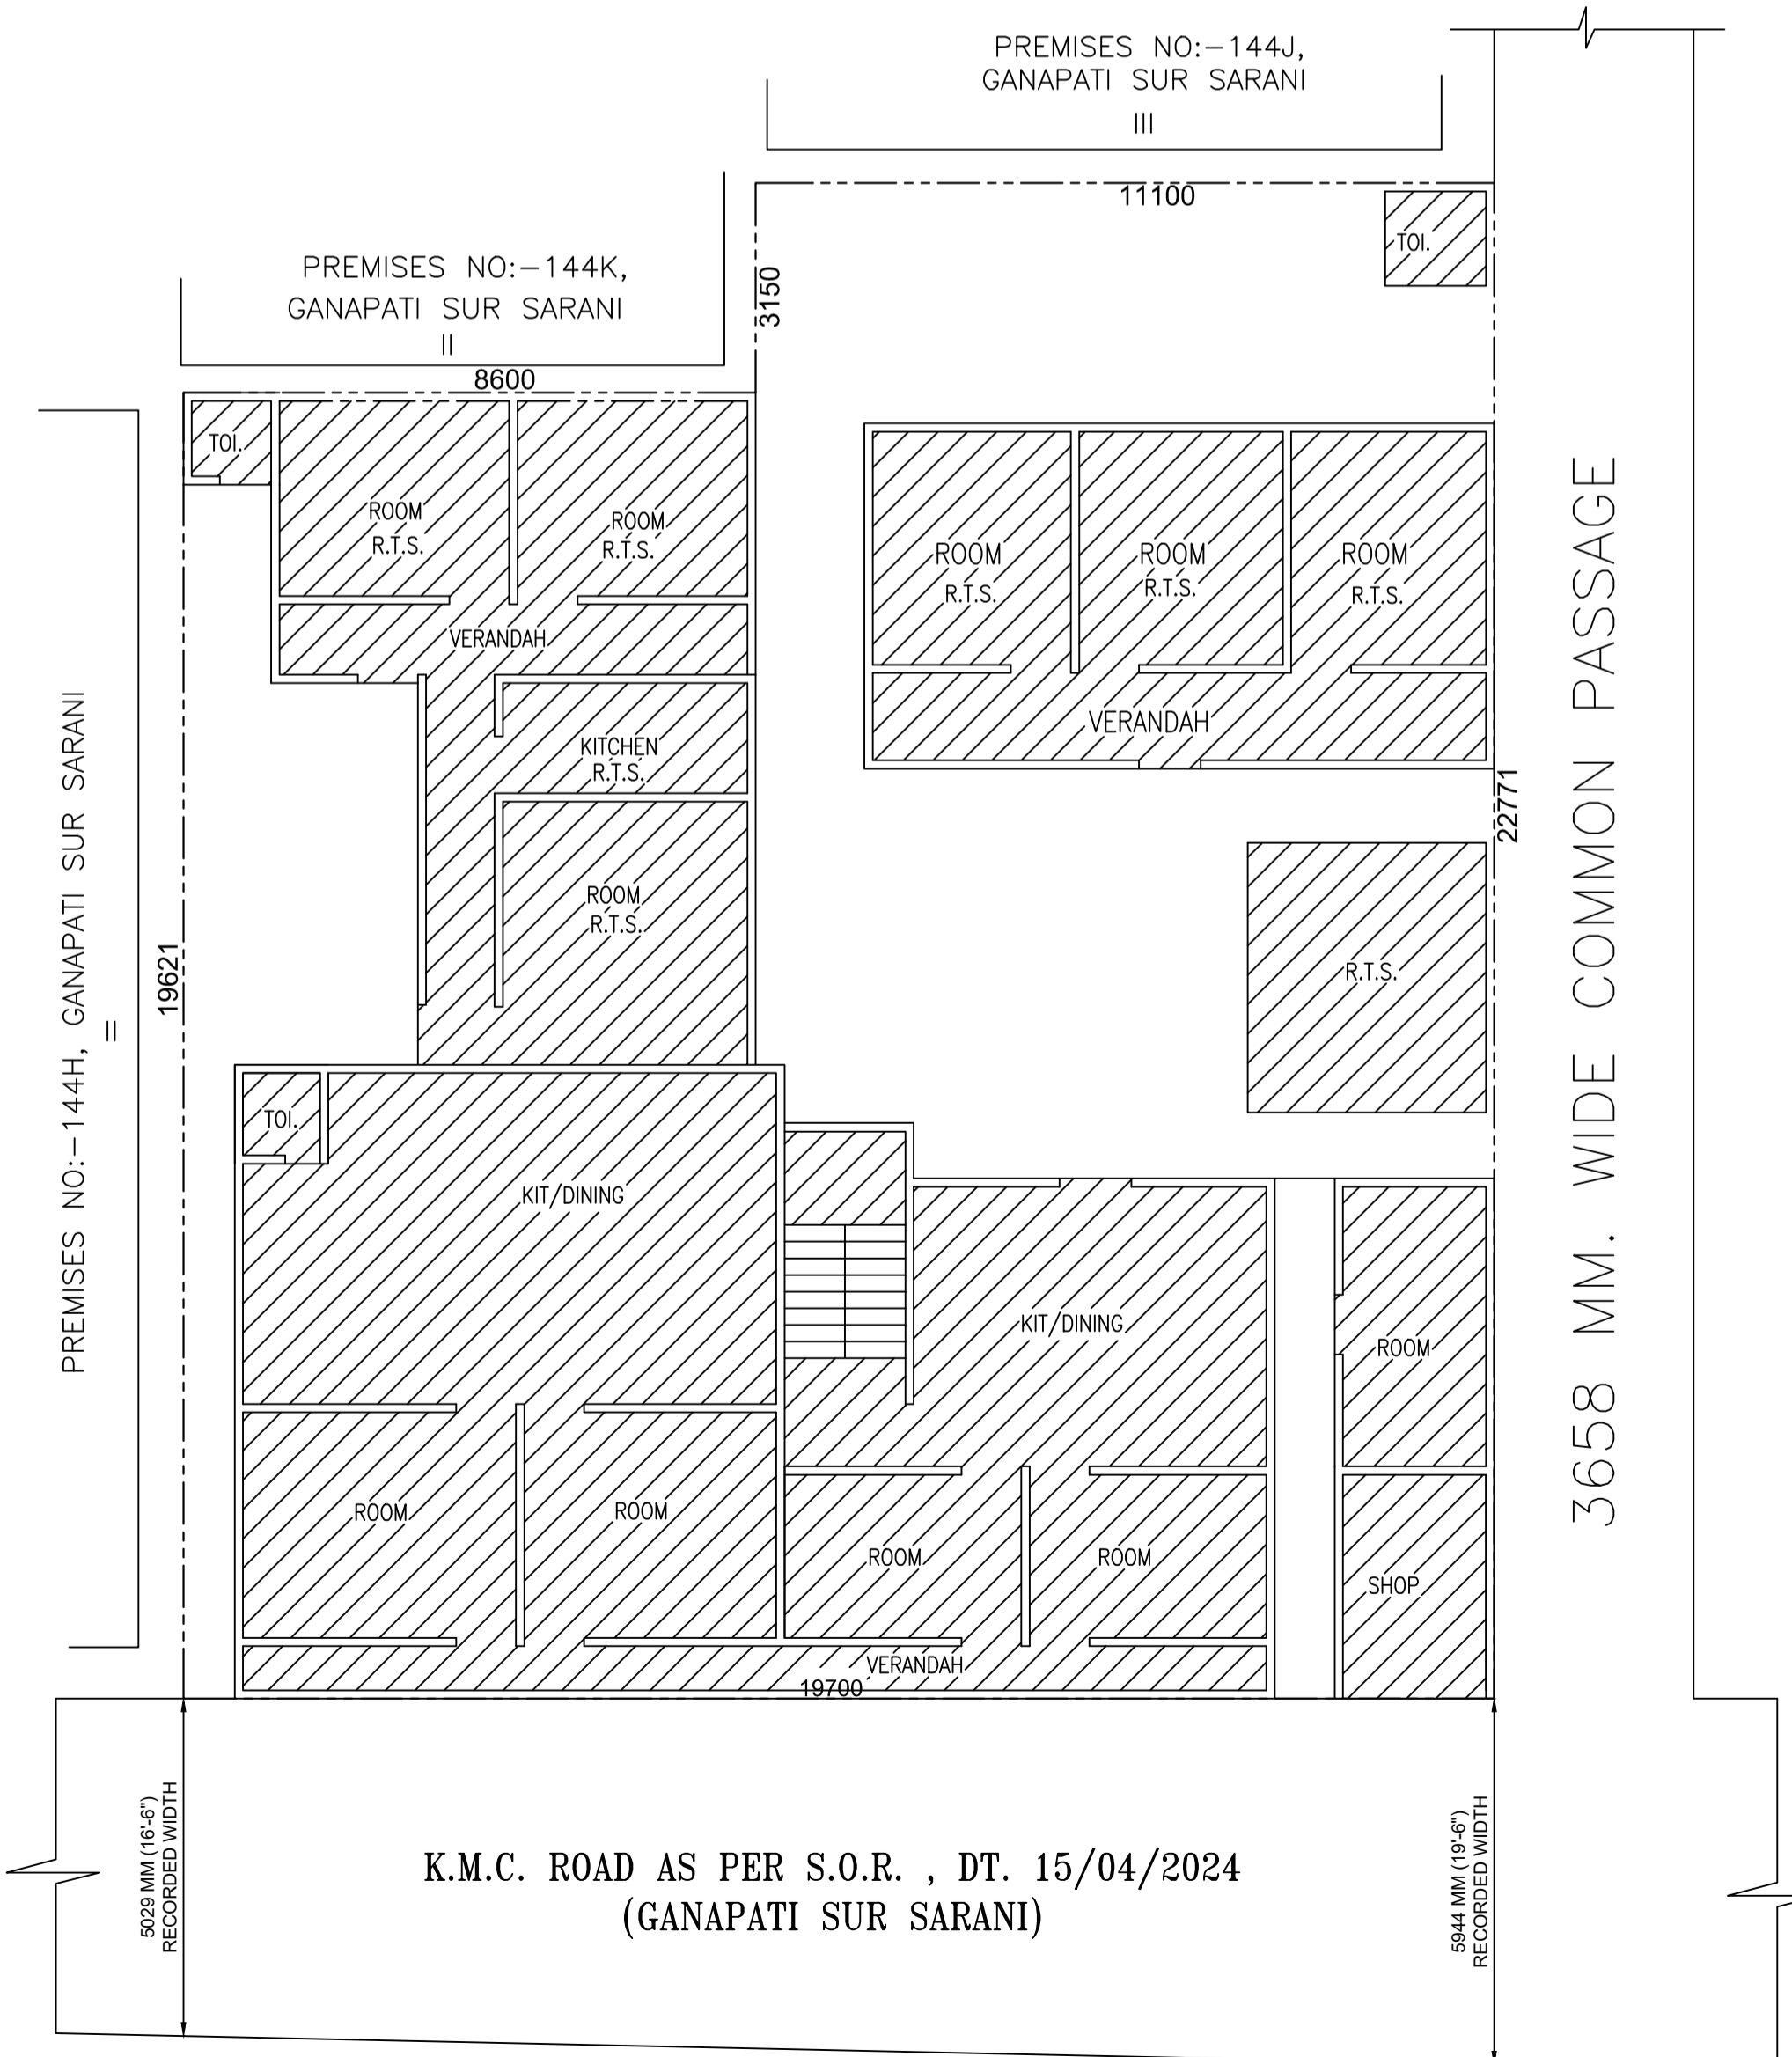 PREMISES NO:-144J,
GANAPATI SUR SARANI
III
11100
TOI.
PREMISES NO:-144K,
GANAPATI SUR SARANI
II
3150
8600
TOI.
ROOM
R.T.S.
ROOM
R.T.S.
VERANDAH
ROOM
R.T.S.
ROOM
R.T.S.
ROOM
R.T.S.
VERANDAH
KITCHEN
R.T.S.
ROOM
R.T.S.
22771
R.T.S.
3658 MM. WIDE COMMON PASSAGE
PREMISES NO:-144H, GANAPATI SUR SARANI
II
19621
TOI.
KIT/DINING
KIT/DINING
ROOM
ROOM
ROOM
ROOM
ROOM
SHOP
VERANDAH
19700
5029 MM (16'-6")
RECORDED WIDTH
K.M.C. ROAD AS PER S.O.R. , DT. 15/04/2024
(GANAPATI SUR SARANI)
5944 MM (19'-6")
RECORDED WIDTH